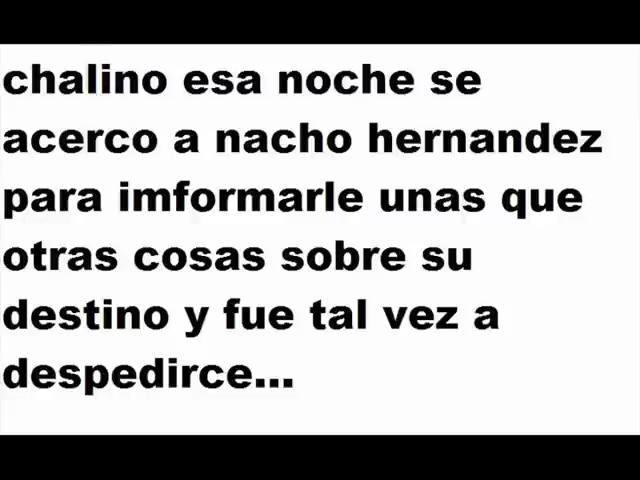 chalino esa noche se
acerco a nacho hernandez
para imformarle unas que
otras cosas sobre su
destino y fue tal vez a
despedirce...